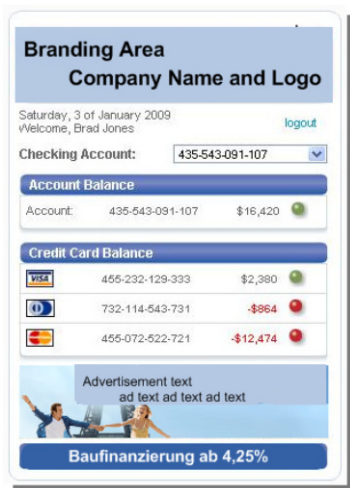 Branding Area
Company Name and Logo
Saturday, 3 of January 2009
Welcome, Brad Jones
logout
Checking Account: 435-543-091-107
Account Balance
Account: 435-543-091-107 $16,420
Credit Card Balance
VISA 455-232-129-333 $2,380
732-114-543-731 -$864
455-072-522-721 -$12,474
Advertisement text
ad text ad text ad text
Baufinanzierung ab 4,25%